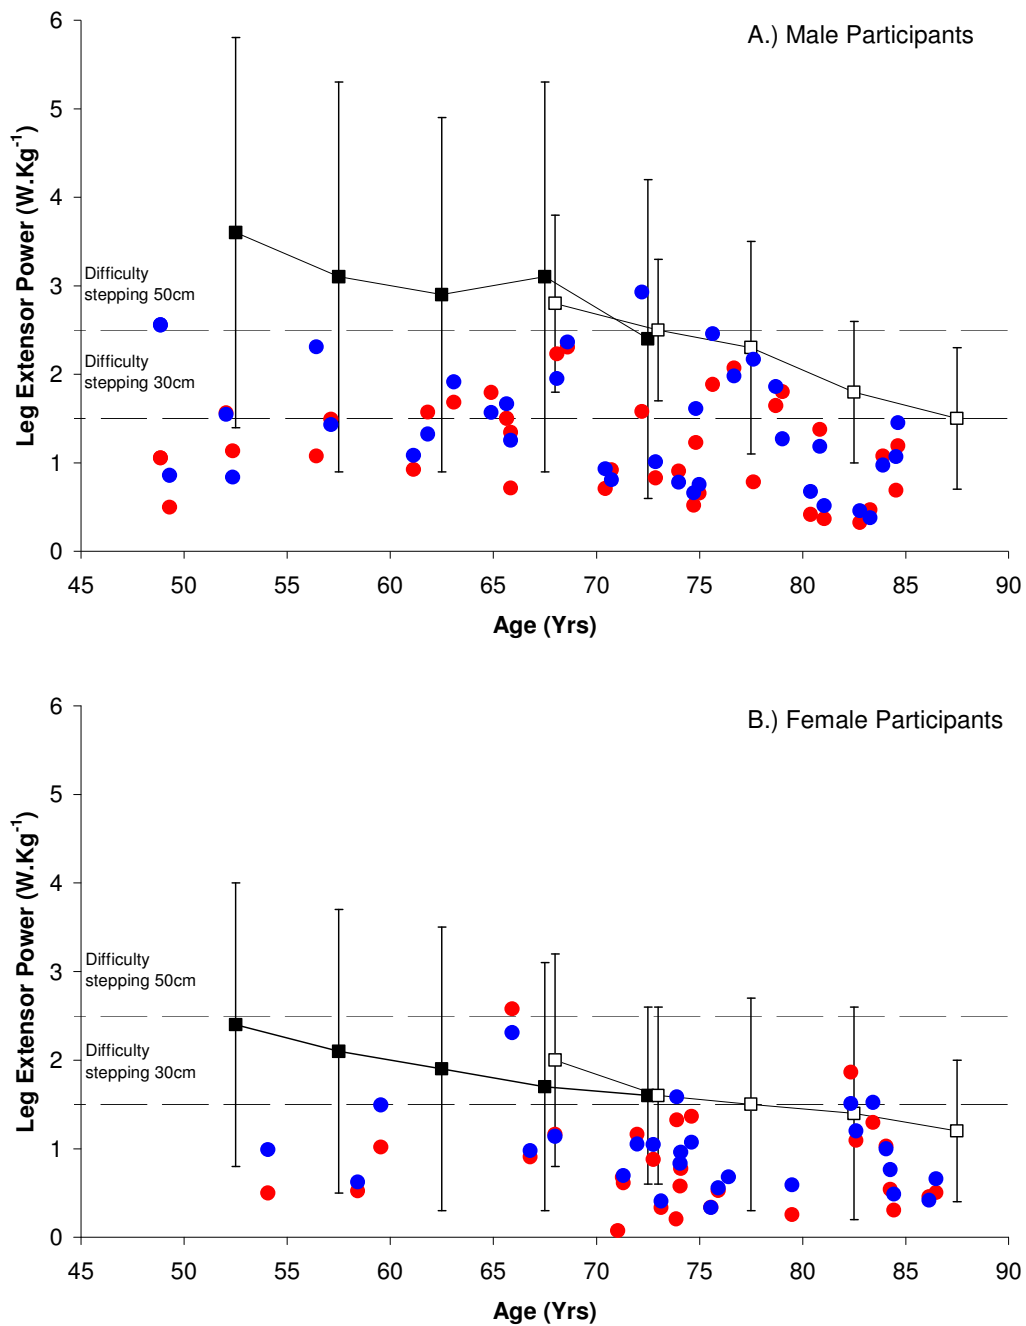 A.) Male Participants
6
5
4
3
2
1
0
Leg Extensor Power (W.Kg⁻¹)
Difficulty
stepping 50cm
Difficulty
stepping 30cm
45 50 55 60 65 70 75 80 85 90
Age (Yrs)
B.) Female Participants
6
5
4
3
2
1
0
Leg Extensor Power (W.Kg⁻¹)
Difficulty
stepping 50cm
Difficulty
stepping 30cm
45 50 55 60 65 70 75 80 85 90
Age (Yrs)